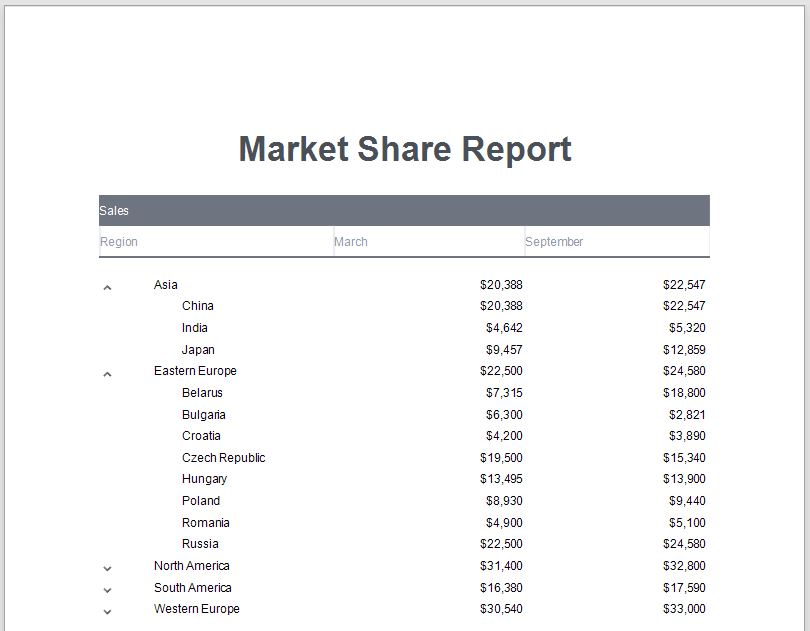 Market Share Report
Sales
Region March September
Asia $20,388 $22,547
China $20,388 $22,547
India $4,642 $5,320
Japan $9,457 $12,859
Eastern Europe $22,500 $24,580
Belarus $7,315 $18,800
Bulgaria $6,300 $2,821
Croatia $4,200 $3,890
Czech Republic $19,500 $15,340
Hungary $13,495 $13,900
Poland $8,930 $9,440
Romania $4,900 $5,100
Russia $22,500 $24,580
North America $31,400 $32,800
South America $16,380 $17,590
Western Europe $30,540 $33,000